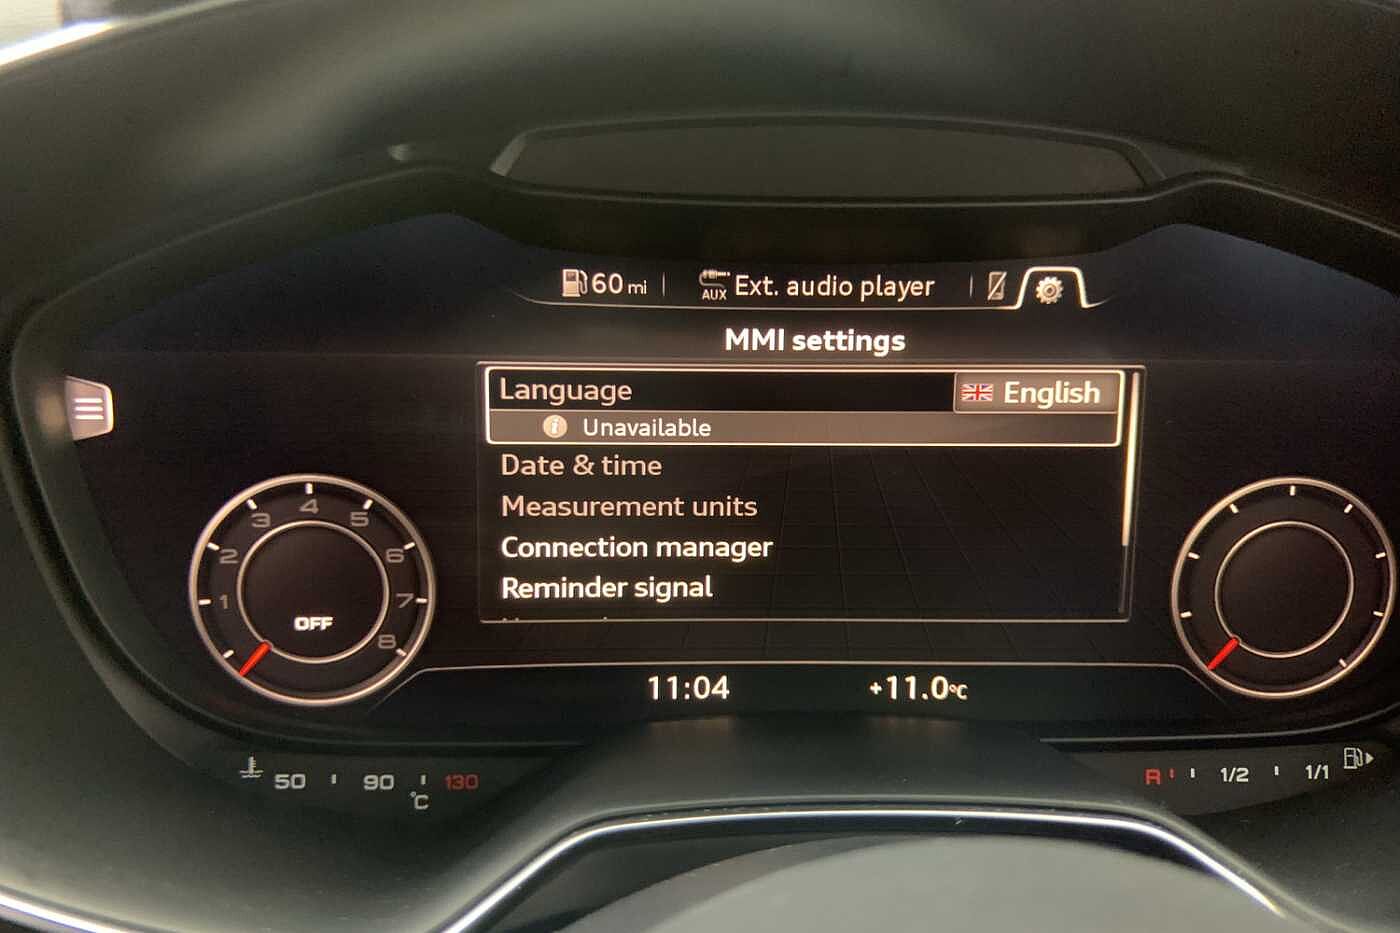 60 mi
AUX Ext. audio player
MMI settings
Language English
Unavailable
Date & time
Measurement units
Connection manager
Reminder signal
1 2 3 4 5 6 7 8
OFF
11:04 +11.0°C
50 90 130
°C
R 1/2 1/1